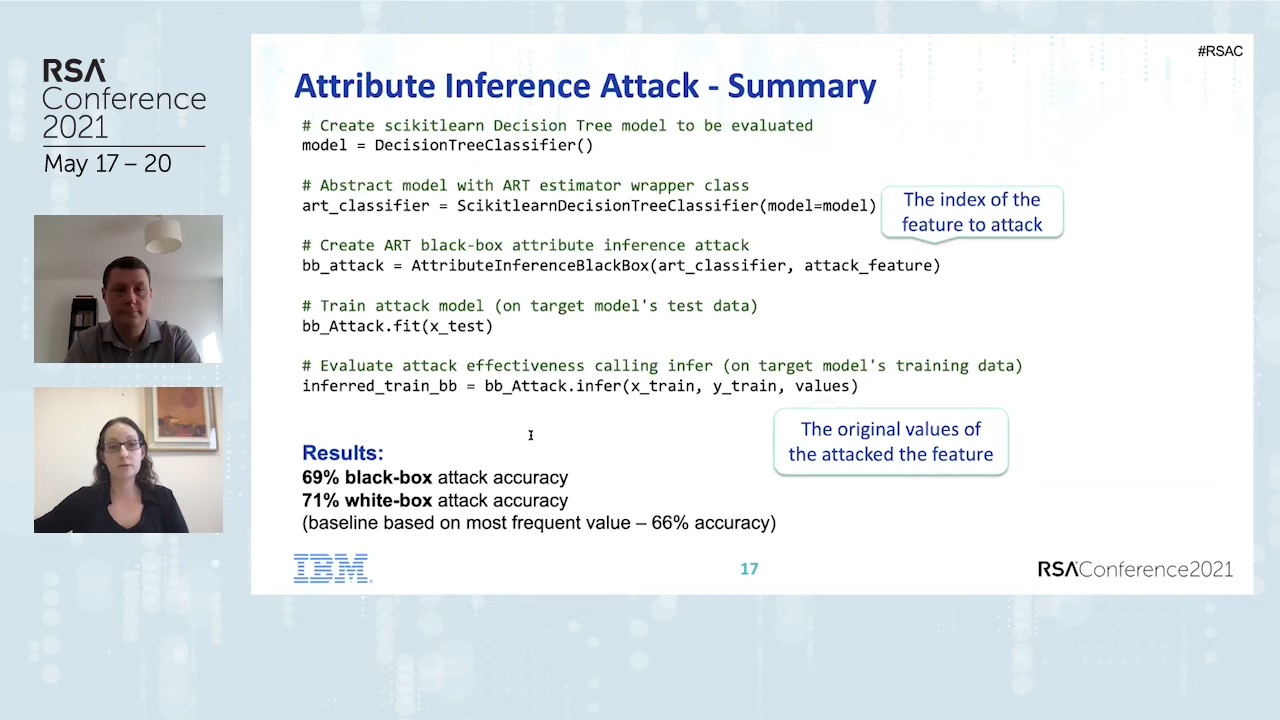 RSA
Conference
2021
May 17 – 20
#RSAC
Attribute Inference Attack - Summary
# Create scikitlearn Decision Tree model to be evaluated
model = DecisionTreeClassifier()
# Abstract model with ART estimator wrapper class
art_classifier = ScikitlearnDecisionTreeClassifier(model=model)
The index of the
feature to attack
# Create ART black-box attribute inference attack
bb_attack = AttributeInferenceBlackBox(art_classifier, attack_feature)
# Train attack model (on target model's test data)
bb_Attack.fit(x_test)
# Evaluate attack effectiveness calling infer (on target model's training data)
inferred_train_bb = bb_Attack.infer(x_train, y_train, values)
The original values of
the attacked the feature
Results:
69% black-box attack accuracy
71% white-box attack accuracy
(baseline based on most frequent value – 66% accuracy)
IBM
17
RSAConference2021